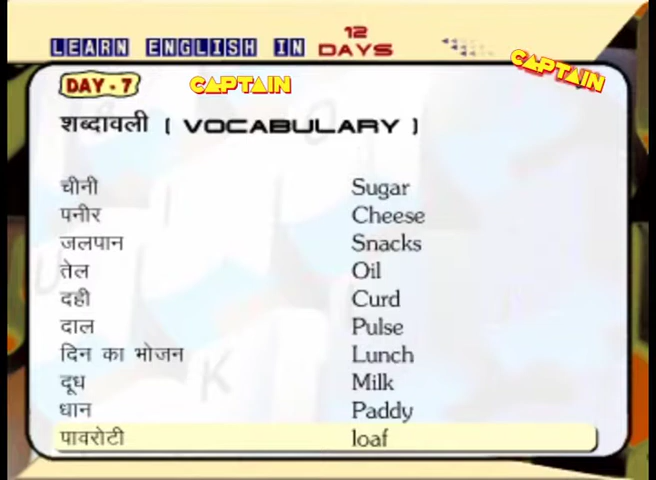 LEARN ENGLISH IN 12 DAYS
DAY - 7 CAPTAIN CAPTAIN
शब्दावली ( VOCABULARY )
चीनी Sugar
पनीर Cheese
जलपान Snacks
तेल Oil
दही Curd
दाल Pulse
दिन का भोजन Lunch
दूध Milk
धान Paddy
पावरोटी loaf